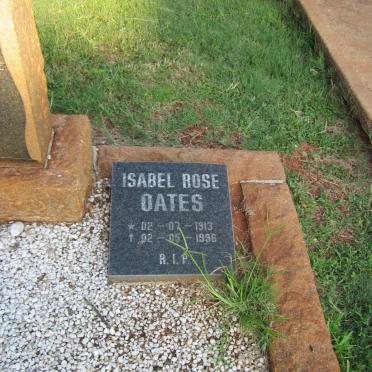 ISABEL ROSE
OATES
* 02 - 07 - 1913
† 02 - 05 - 1996
R.I.P.